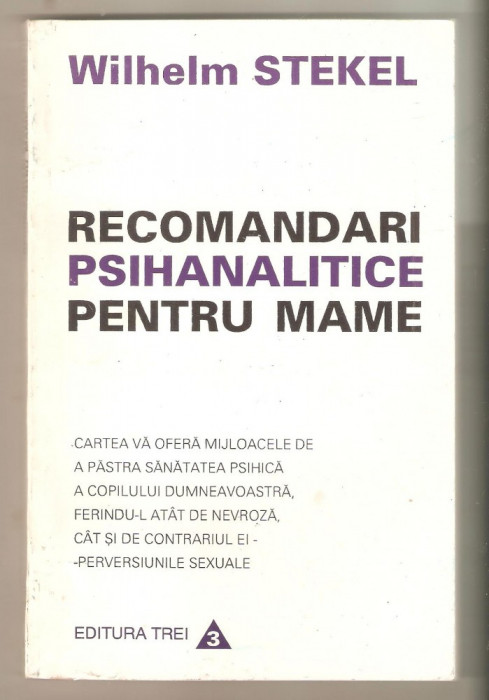 Wilhelm STEKEL
RECOMANDARI
PSIHANALITICE
PENTRU MAME
CARTEA VĂ OFERĂ MIJLOACELE DE
A PĂSTRA SĂNĂTATEA PSIHICĂ
A COPILULUI DUMNEAVOASTRĂ,
FERINDU-L ATÂT DE NEVROZĂ,
CÂT ȘI DE CONTRARIUL EI -
-PERVERSIUNILE SEXUALE
EDITURA TREI 3